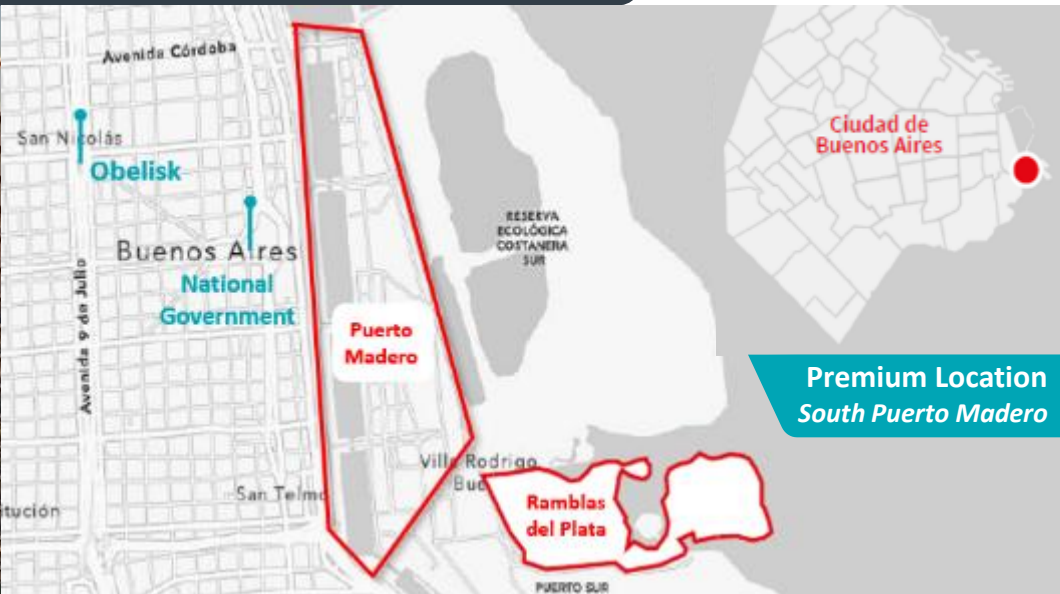 Avenida Córdoba
San Nicolás
Obelisk
Buenos Aires
National
Government
Avenida 9 de Julio
Puerto
Madero
RESERVA
ECOLÓGICA
COSTANERA
SUR
Ciudad de
Buenos Aires
Premium Location
South Puerto Madero
Villa Rodrigo
Bue
San Telmo
itución
Ramblas
del Plata
PUERTO SUR